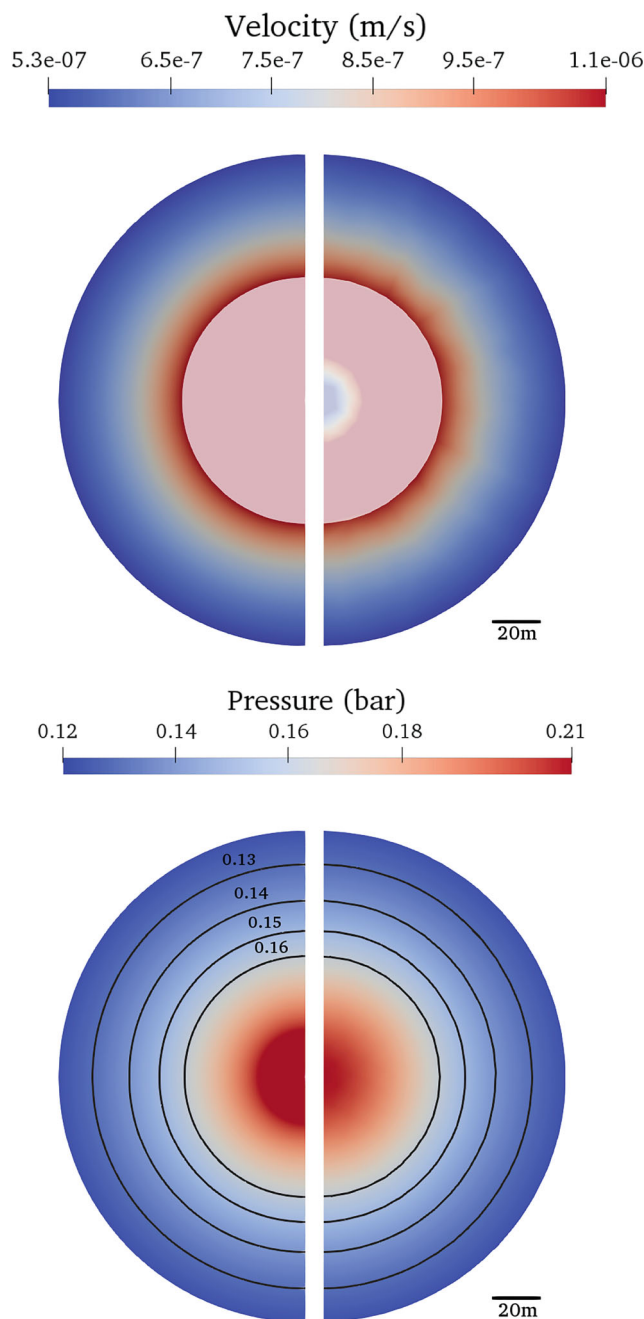 Velocity (m/s)
5.3e-07 6.5e-7 7.5e-7 8.5e-7 9.5e-7 1.1e-06
20m
Pressure (bar)
0.12 0.14 0.16 0.18 0.21
0.13
0.14
0.15
0.16
20m